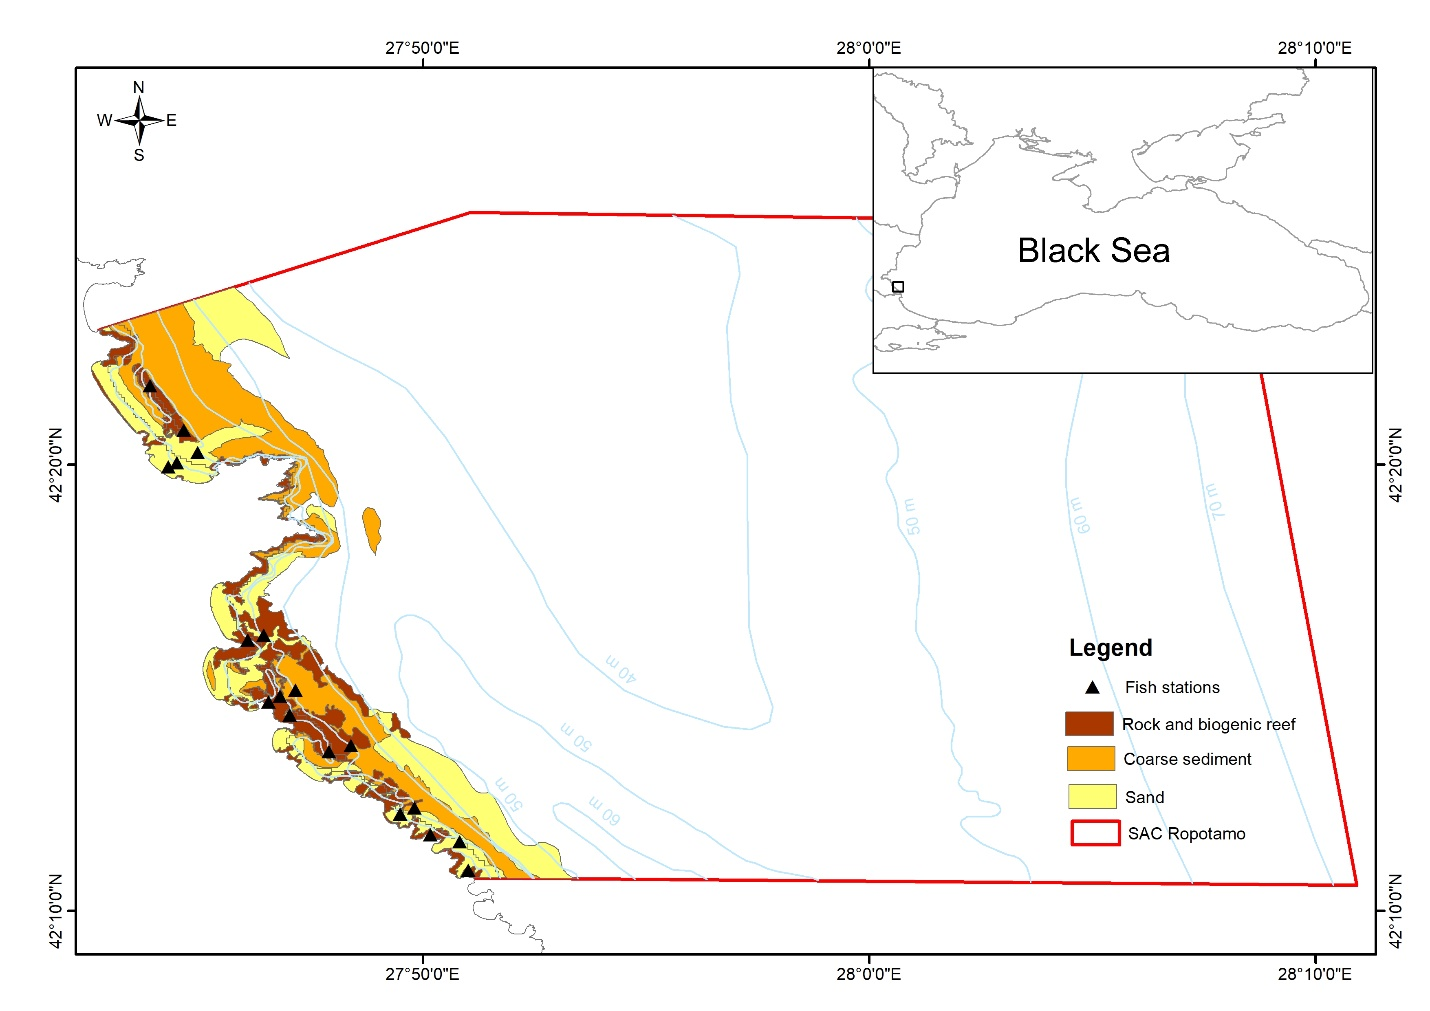 27°50'0"E
28°0'0"E
28°10'0"E
N
W
E
S
Black Sea
42°20'0"N
42°20'0"N
50 m
60 m
70 m
40 m
50 m
50 m
60 m
Legend
Fish stations
Rock and biogenic reef
Coarse sediment
Sand
SAC Ropotamo
42°10'0"N
42°10'0"N
27°50'0"E
28°0'0"E
28°10'0"E